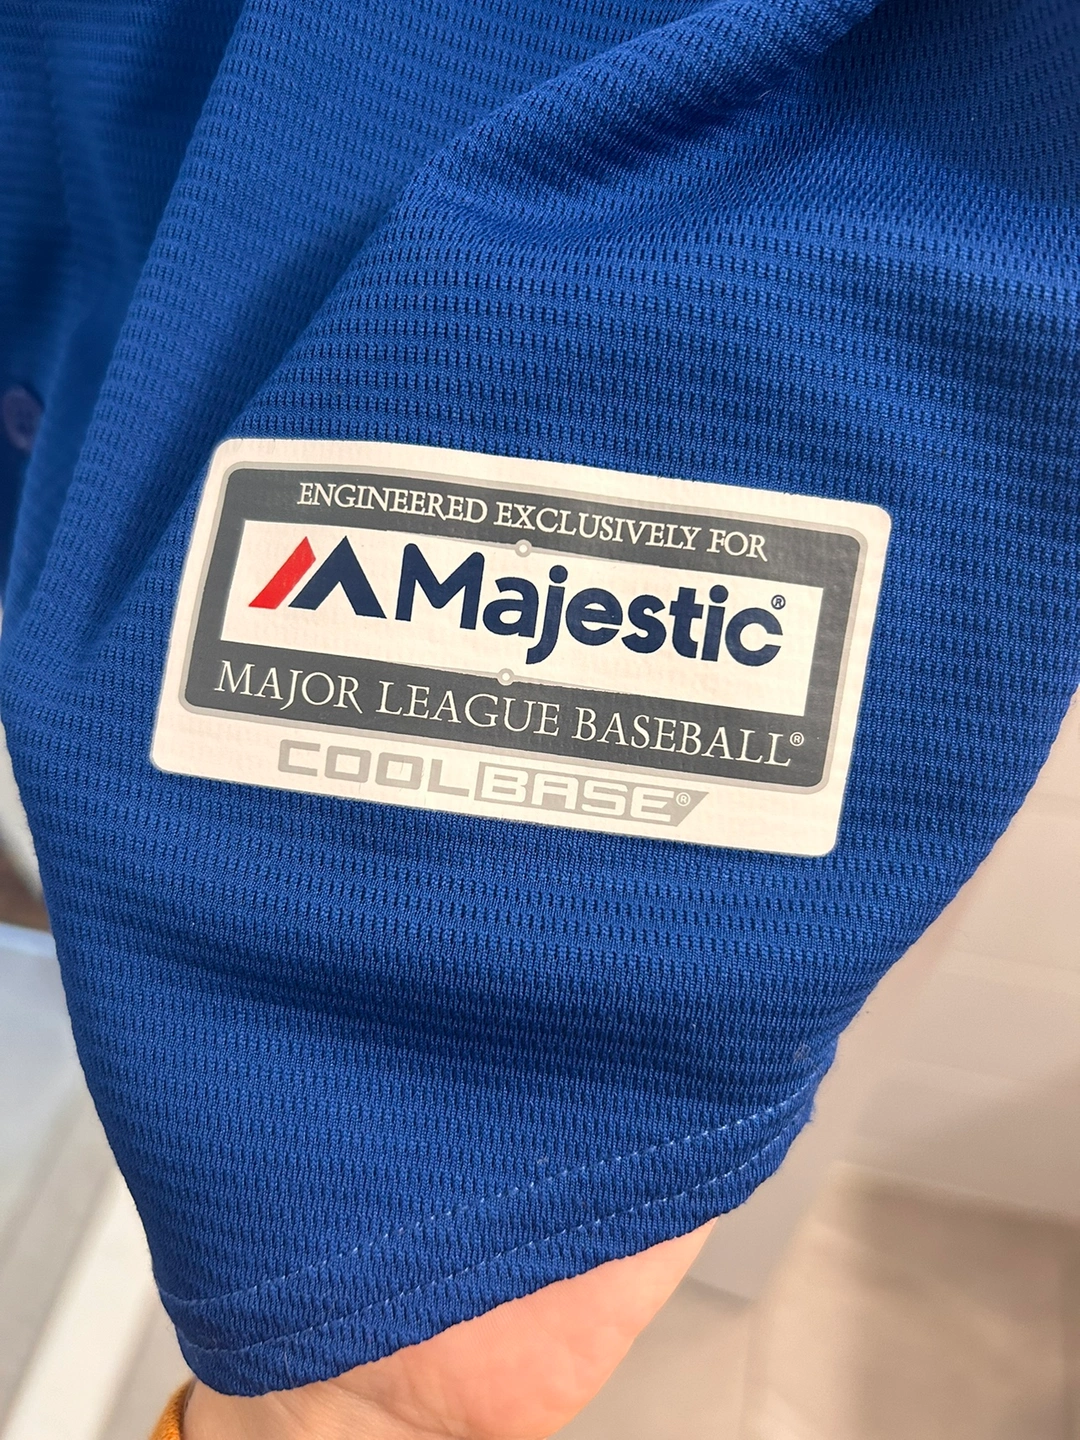 ENGINEERED EXCLUSIVELY FOR
Majestic®
MAJOR LEAGUE BASEBALL®
COOLBASE®